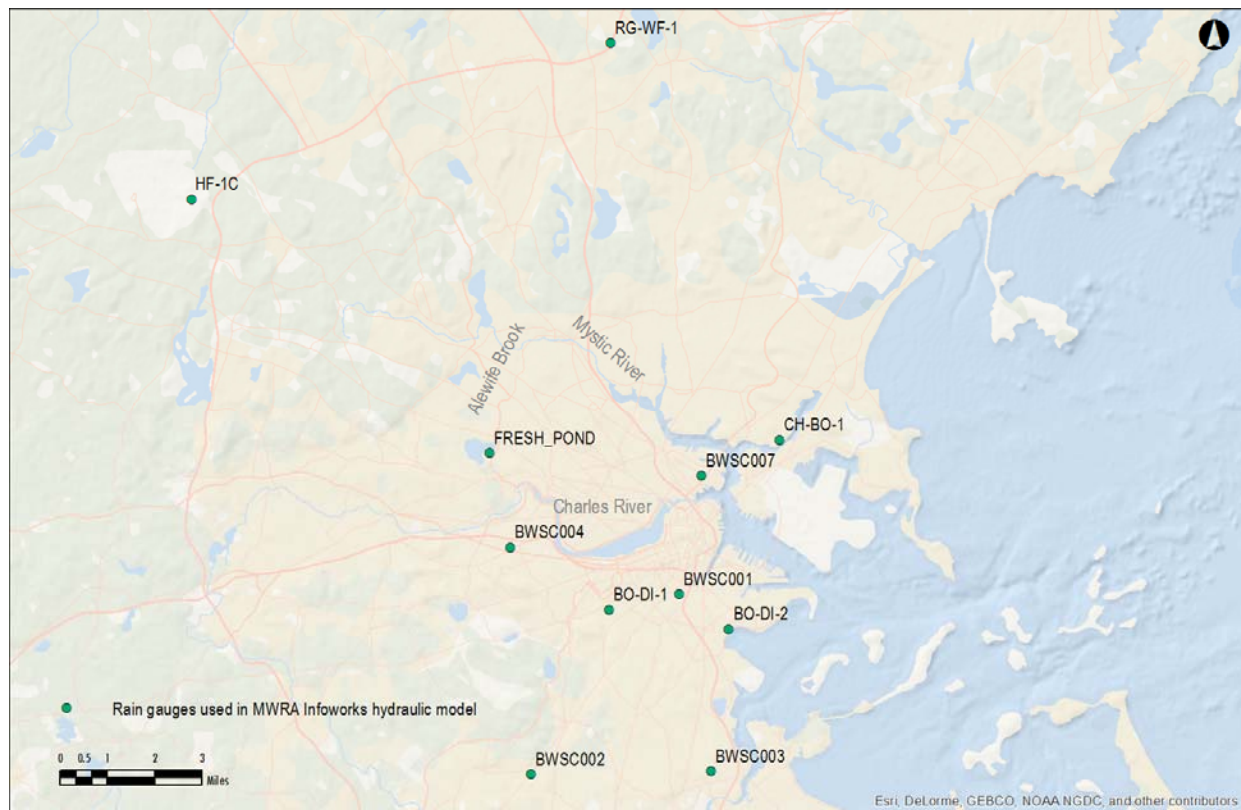 RG-WF-1
HF-1C
Mystic River
Alewife Brook
CH-BO-1
FRESH_POND
BWSC007
Charles River
BWSC004
BWSC001
BO-DI-1
BO-DI-2
Rain gauges used in MWRA Infoworks hydraulic model
0 0.5 1 2 3
Miles
BWSC002
BWSC003
Esri, DeLorme, GEBCO, NOAA NGDC, and other contributors